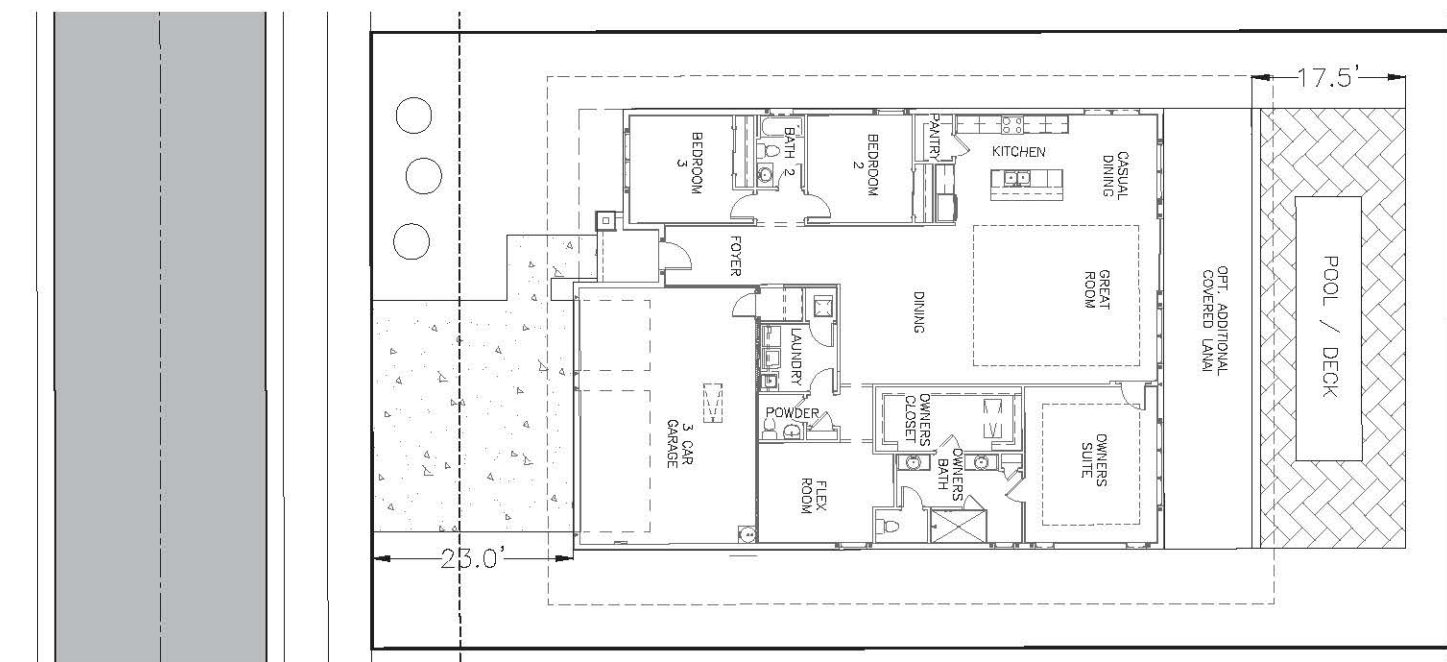 17.5'
PANTRY
KITCHEN
CASUAL
DINING
BATH 2
BEDROOM
3
BEDROOM
2
FOYER
DINING
GREAT
ROOM
OPT. ADDITIONAL
COVERED LANAI
POOL / DECK
LAUNDRY
POWDER
3 CAR
GARAGE
OWNERS
CLOSET
OWNERS
BATH
OWNERS
SUITE
FLEX
ROOM
23.0'